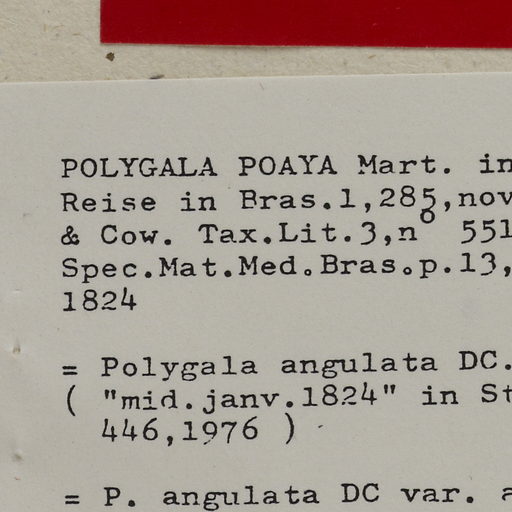 POLYGALA POAYA Mart. in
Reise in Bras.1,285,nov
& Cow. Tax.Lit.3,nº 551
Spec.Mat.Med.Bras.p.13,
1824
= Polygala angulata DC.
( "mid.janv.1824" in St
446,1976 )
= P. angulata DC var. a